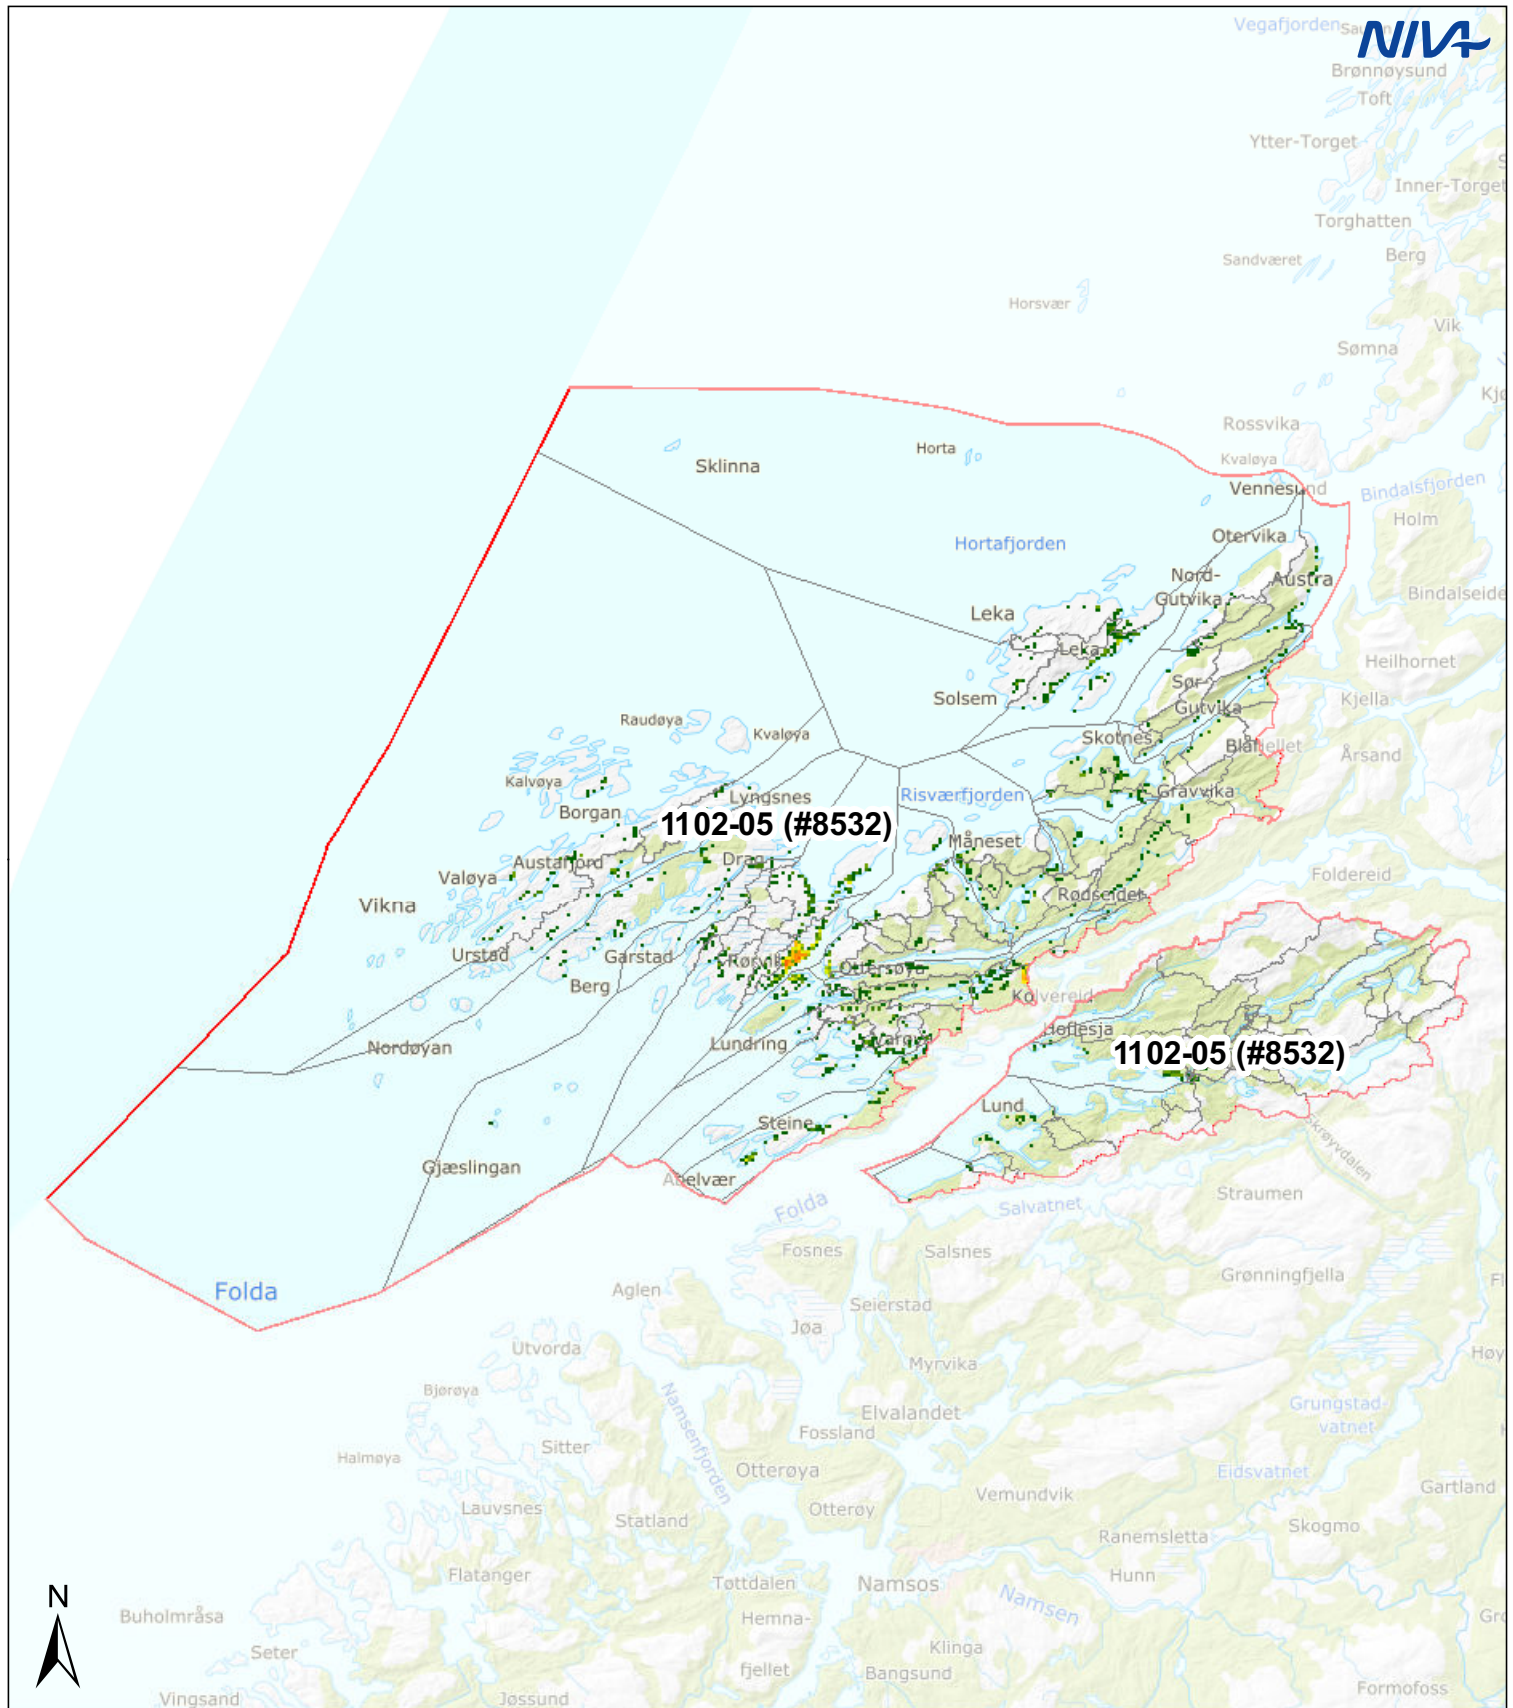 Vegafjorden
NIVA
Brønnøysund
Toft
Ytter-Torget
Inner-Torget
Torghatten
Sandværet
Berg
Horsvær
Vik
Sømna
Rossvika
Horta
Kvaløya
Sklinna
Vennesund
Bindalsfjorden
Holm
Otervika
Hortafjorden
Nord-
Gutvika
Austra
Bindalseide
Leka
Leka
Heilhornet
Sør-
Gutvika
Solsem
Kjella
Raudøya
Kvaløya
Skotnes
Årsand
Kalvøya
Lyngsnes
Risværfjorden
Gravvika
Borgan
1102-05 (#8532)
Måneset
Austafjord
Drag
Valøya
Foldereid
Rødseidet
Vikna
Urstad
Garstad
Rørvik
Ottersøya
Berg
Kolvereid
Hoflesja
Nordøyan
Lundring
1102-05 (#8532)
Lund
Steine
Gjæslingan
Skrøyvdalen
Abelvær
Straumen
Folda
Salvatnet
Fosnes
Salsnes
Grønningfjella
Folda
Aglen
Seierstad
Jøa
Utvorda
Myrvika
Bjørøya
Namsenfjorden
Elvalandet
Grungstad-
vatnet
Fossland
Sitter
Halmøya
Otterøya
Eidsvatnet
Gartland
Vemundvik
Lauvsnes
Otterøy
Statland
Skogmo
Ranemsletta
Flatanger
Tøttdalen
Namsos
Hunn
N
Namsen
Buholmråsa
Hemna-
fjellet
Seter
Klinga
Bangsund
Formofoss
Vingsand
Jøssund